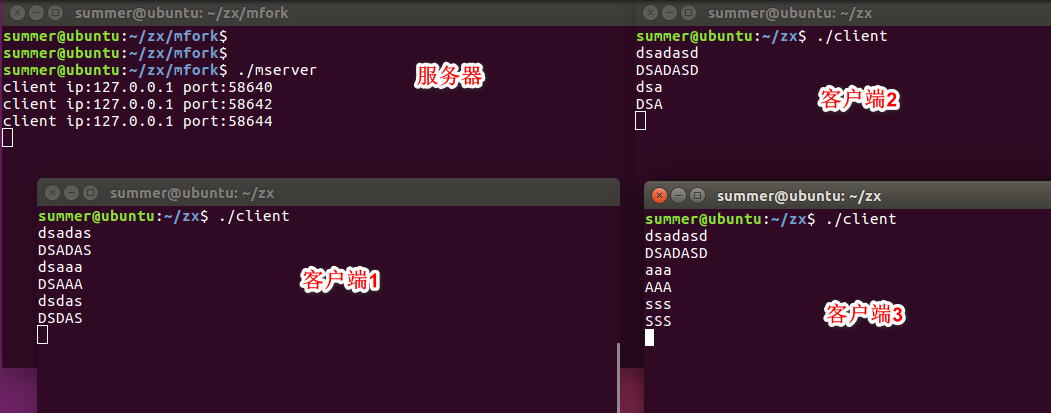 summer@ubuntu: ~/zx/mfork
summer@ubuntu:~/zx/mfork$
summer@ubuntu:~/zx/mfork$
summer@ubuntu:~/zx/mfork$ ./mserver
client ip:127.0.0.1 port:58640
client ip:127.0.0.1 port:58642
client ip:127.0.0.1 port:58644
服务器
summer@ubuntu: ~/zx
summer@ubuntu:~/zx$ ./client
dsadasd
DSADASD
dsa
DSA
客户端2
summer@ubuntu: ~/zx
summer@ubuntu:~/zx$ ./client
dsadas
DSADAS
dsaaa
DSAAA
dsdas
DSDAS
客户端1
summer@ubuntu: ~/zx
summer@ubuntu:~/zx$ ./client
dsadasd
DSADASD
aaa
AAA
sss
SSS
客户端3